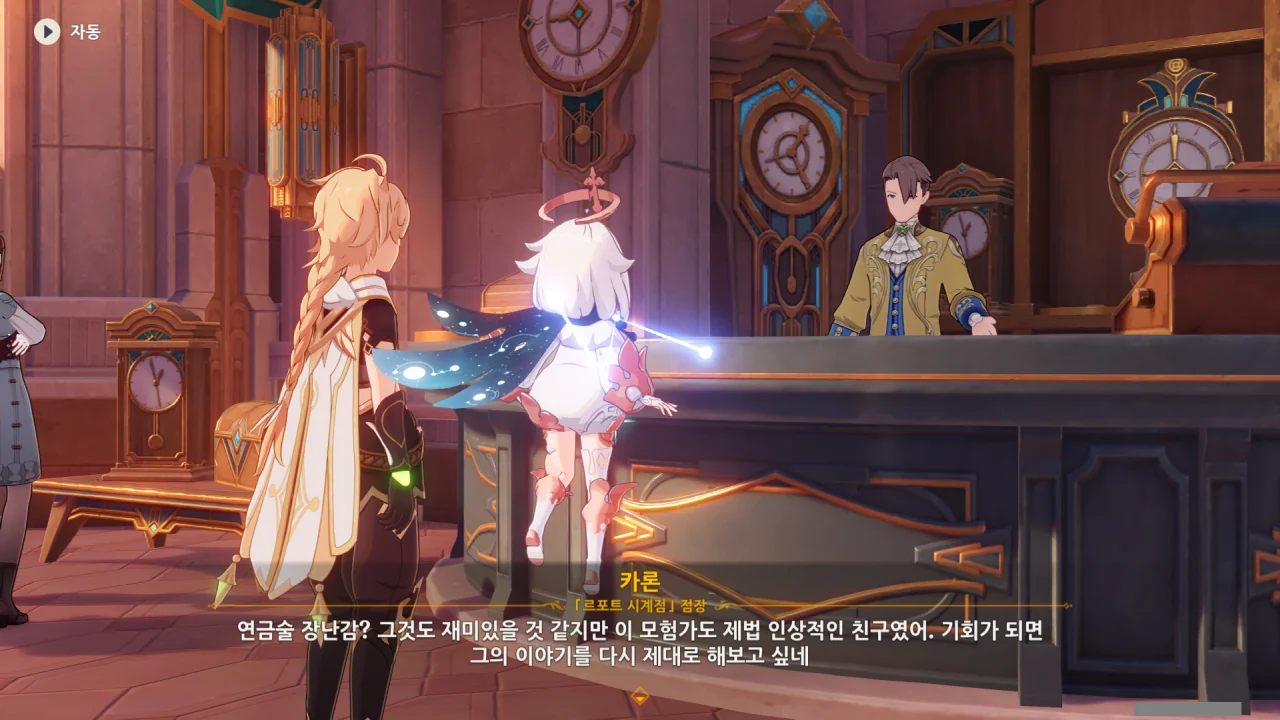 자동
카론
「르포트 시계점」 점장
연금술 장난감? 그것도 재미있을 것 같지만 이 모험가도 제법 인상적인 친구였어. 기회가 되면
그의 이야기를 다시 제대로 해보고 싶네